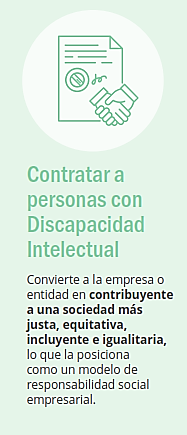 Contratar a
personas con
Discapacidad
Intelectual
Convierte a la empresa o
entidad en contribuyente
a una sociedad más
justa, equitativa,
incluyente e igualitaria,
lo que la posiciona
como un modelo de
responsabilidad social
empresarial.